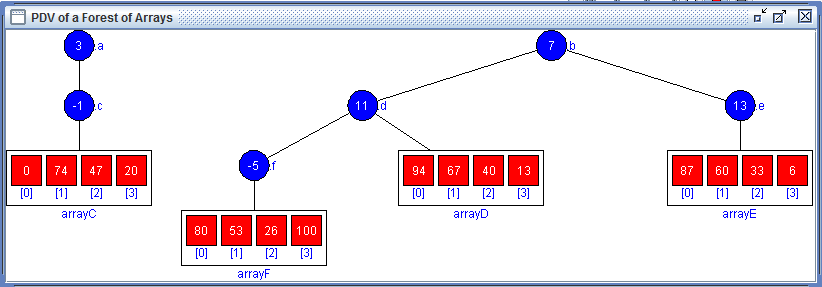 PDV of a Forest of Arrays
3 a
7 b
-1 c
11 d
13 e
0 74 47 20
[0] [1] [2] [3]
arrayC
-5 f
94 67 40 13
[0] [1] [2] [3]
arrayD
87 60 33 6
[0] [1] [2] [3]
arrayE
80 53 26 100
[0] [1] [2] [3]
arrayF